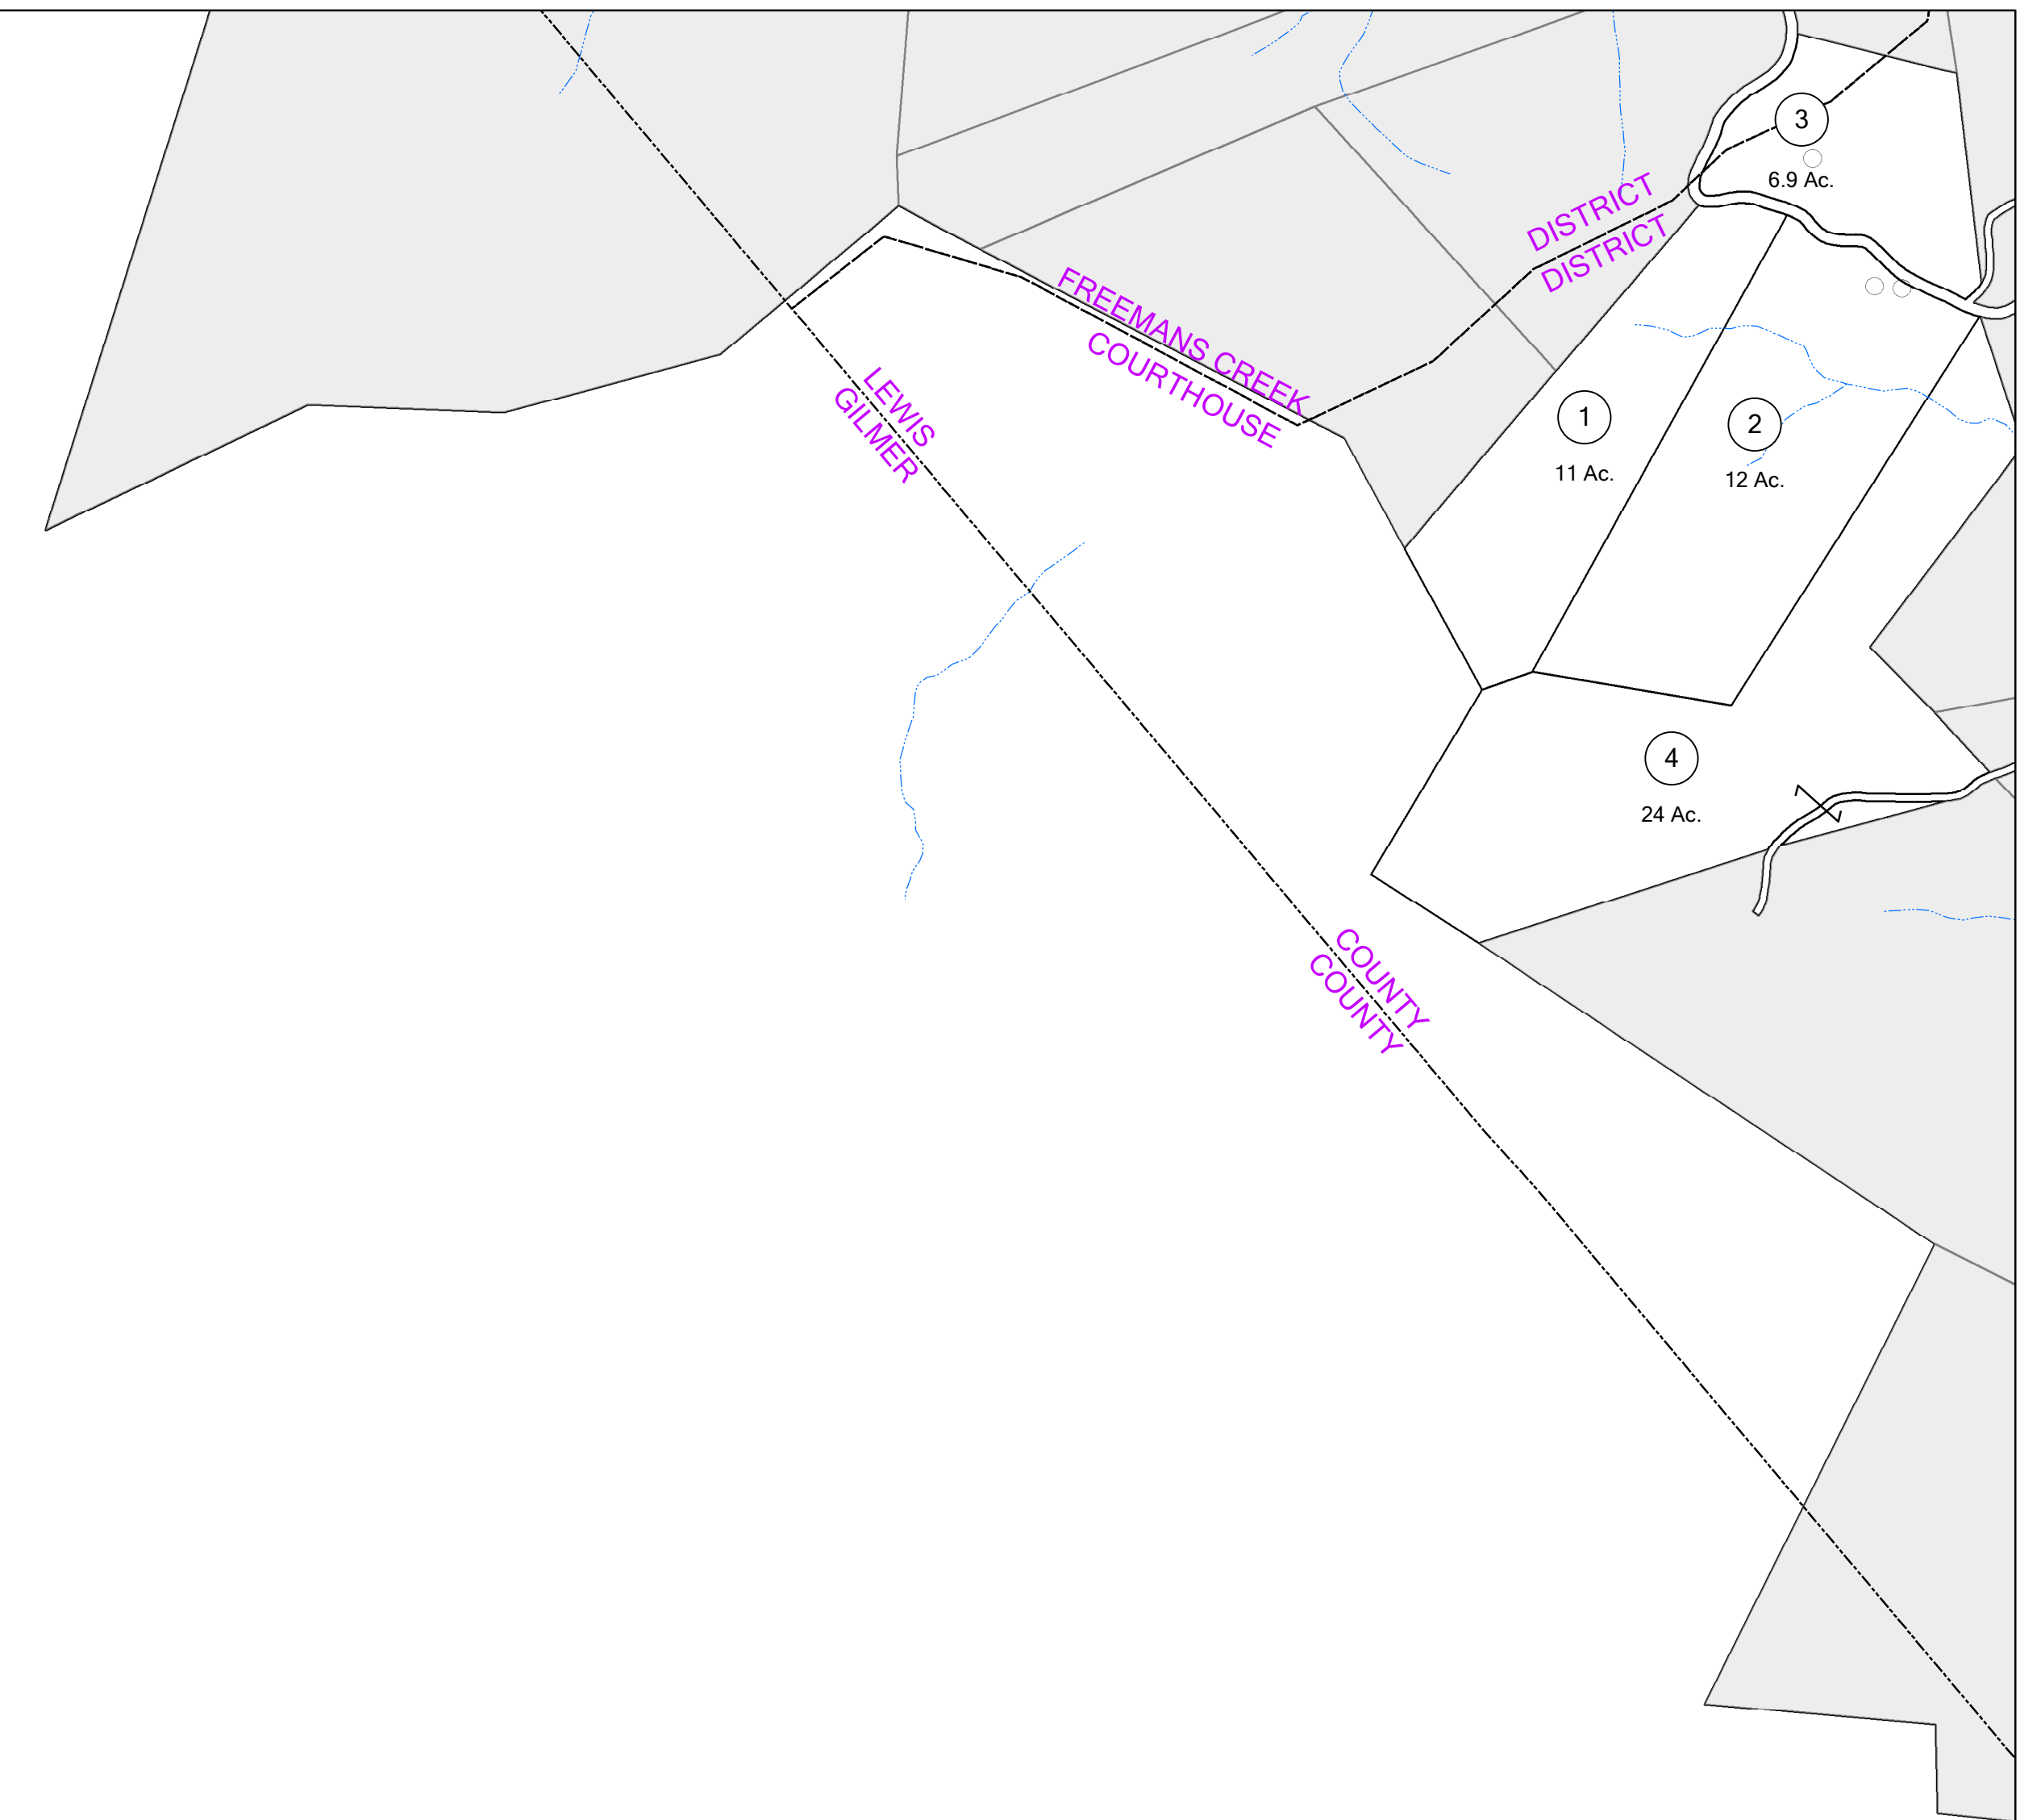 3
6.9 Ac.
DISTRICT
DISTRICT
FREEMANS CREEK
COURTHOUSE
LEWIS
GILMER
1
11 Ac.
2
12 Ac.
4
24 Ac.
COUNTY
COUNTY